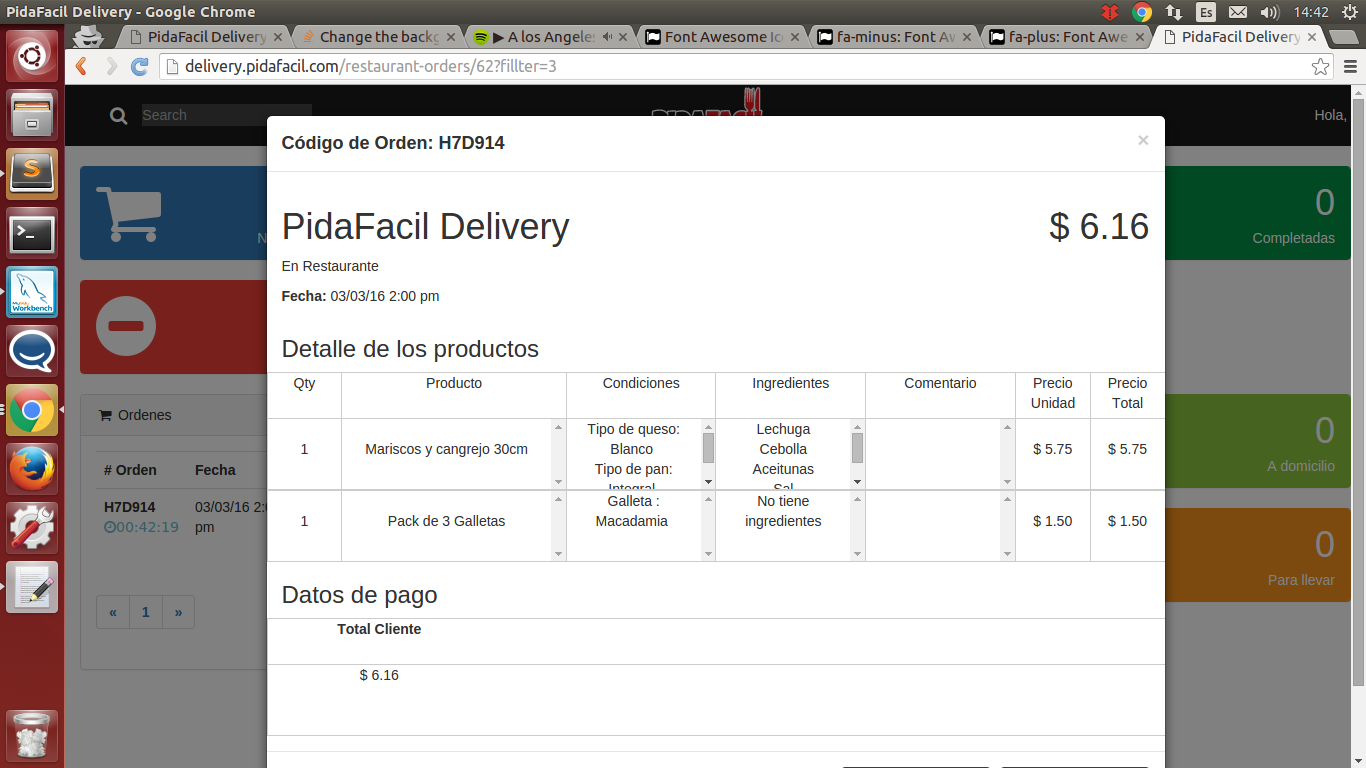 PidaFacil Delivery - Google Chrome
Es
14:42
PidaFacil Delivery
Change the backg
▶ A los Angeles
Font Awesome Ic
fa-minus: Font Aw
fa-plus: Font Awe
PidaFacil Delivery
delivery.pidafacil.com/restaurant-orders/62?fillter=3
Search
Hola,
Código de Orden: H7D914
×
PidaFacil Delivery
$ 6.16
En Restaurante
Fecha: 03/03/16 2:00 pm
Detalle de los productos
Qty
Producto
Condiciones
Ingredientes
Comentario
Precio
Unidad
Precio
Total
1
Mariscos y cangrejo 30cm
Tipo de queso:
Blanco
Tipo de pan:
Integral
Lechuga
Cebolla
Aceitunas
Sal
$ 5.75
$ 5.75
1
Pack de 3 Galletas
Galleta :
Macadamia
No tiene
ingredientes
$ 1.50
$ 1.50
Datos de pago
Total Cliente
$ 6.16
N
0
Completadas
0
A domicilio
0
Para llevar
Ordenes
# Orden
Fecha
H7D914
00:42:19
03/03/16 2:0
pm
«
1
»
Workbench